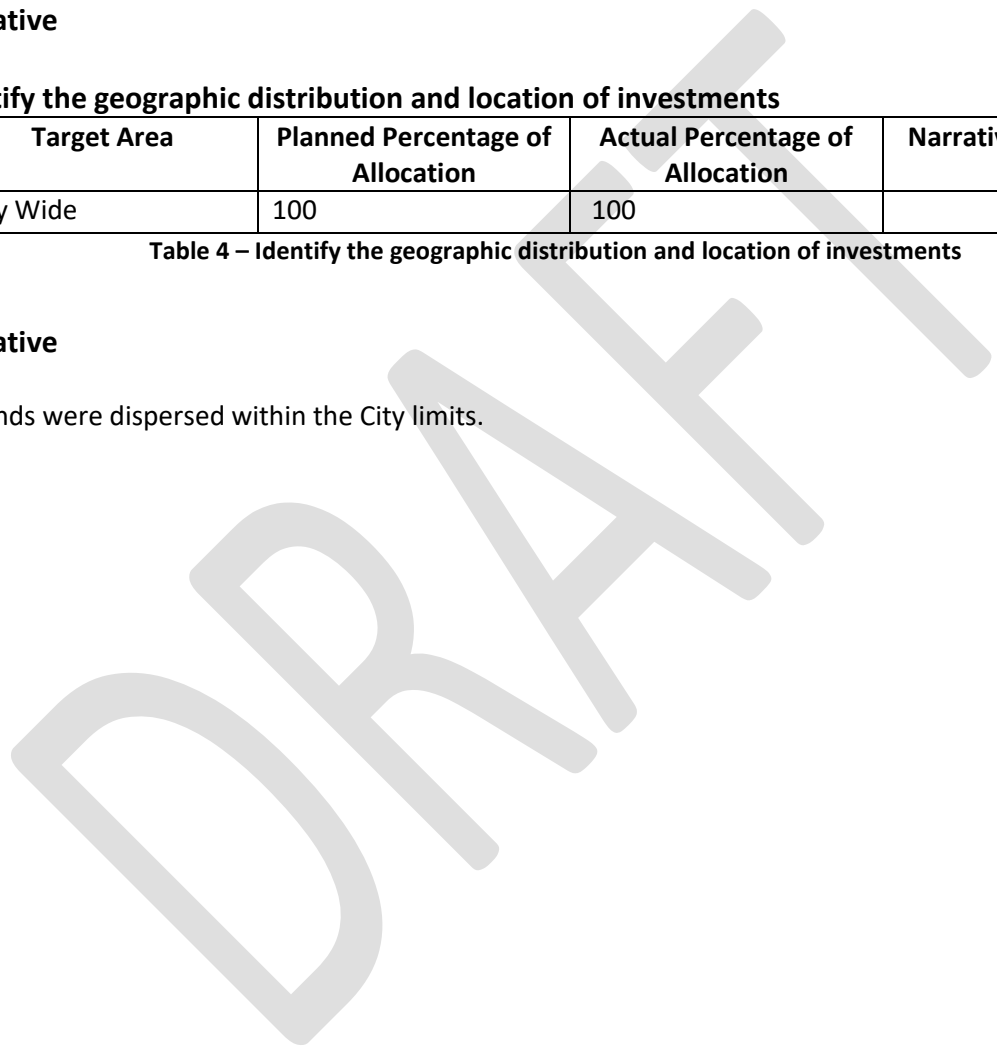 ative
tify the geographic distribution and location of investments
Target Area Planned Percentage of Allocation Actual Percentage of Allocation Narrativ
y Wide 100 100
Table 4 – Identify the geographic distribution and location of investments
ative
nds were dispersed within the City limits.
DRAFT